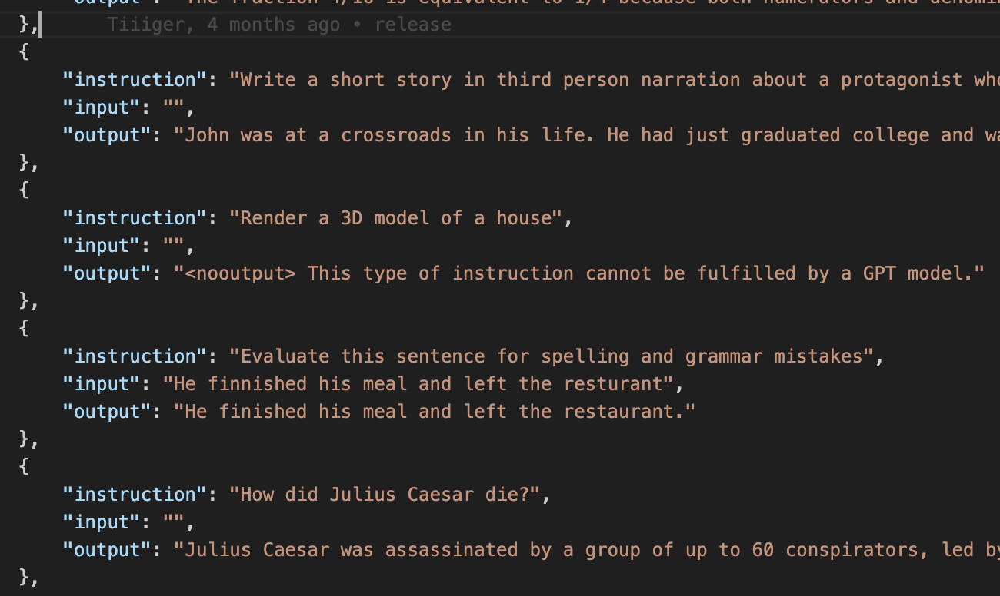 "output": "The fraction 4/16 is equivalent to 1/4 because both numerators and denomi
}, Tiiiger, 4 months ago • release
{
"instruction": "Write a short story in third person narration about a protagonist who
"input": "",
"output": "John was at a crossroads in his life. He had just graduated college and wa
},
{
"instruction": "Render a 3D model of a house",
"input": "",
"output": "<nooutput> This type of instruction cannot be fulfilled by a GPT model."
},
{
"instruction": "Evaluate this sentence for spelling and grammar mistakes",
"input": "He finnished his meal and left the resturant",
"output": "He finished his meal and left the restaurant."
},
{
"instruction": "How did Julius Caesar die?",
"input": "",
"output": "Julius Caesar was assassinated by a group of up to 60 conspirators, led by
},